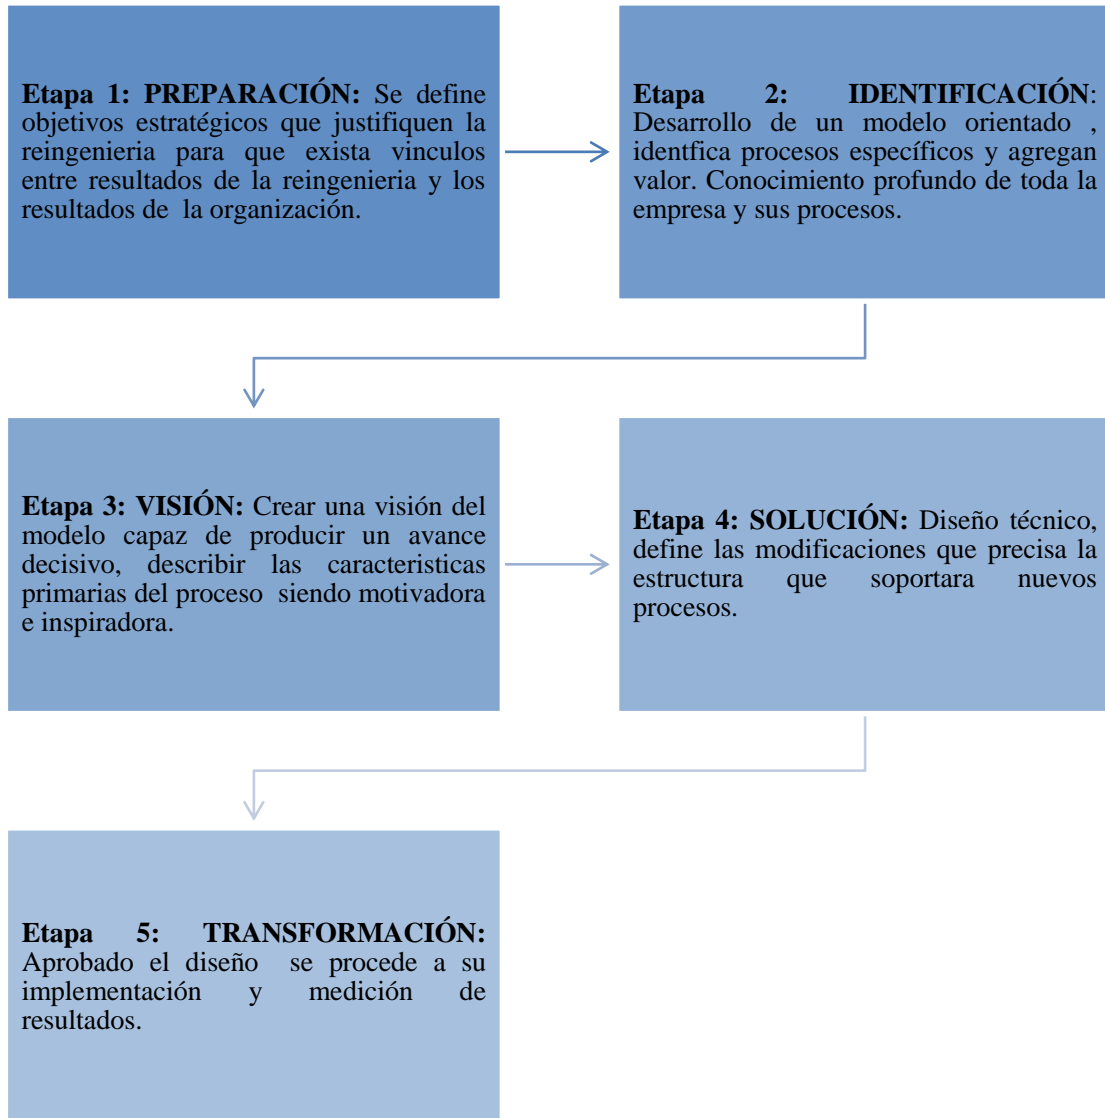 Etapa 1: PREPARACIÓN: Se define
objetivos estratégicos que justifiquen la
reingenieria para que exista vinculos
entre resultados de la reingenieria y los
resultados de la organización.
Etapa 2: IDENTIFICACIÓN:
Desarrollo de un modelo orientado ,
identfica procesos específicos y agregan
valor. Conocimiento profundo de toda la
empresa y sus procesos.
Etapa 3: VISIÓN: Crear una visión del
modelo capaz de producir un avance
decisivo, describir las caracteristicas
primarias del proceso siendo motivadora
e inspiradora.
Etapa 4: SOLUCIÓN: Diseño técnico,
define las modificaciones que precisa la
estructura que soportara nuevos
procesos.
Etapa 5: TRANSFORMACIÓN:
Aprobado el diseño se procede a su
implementación y medición de
resultados.